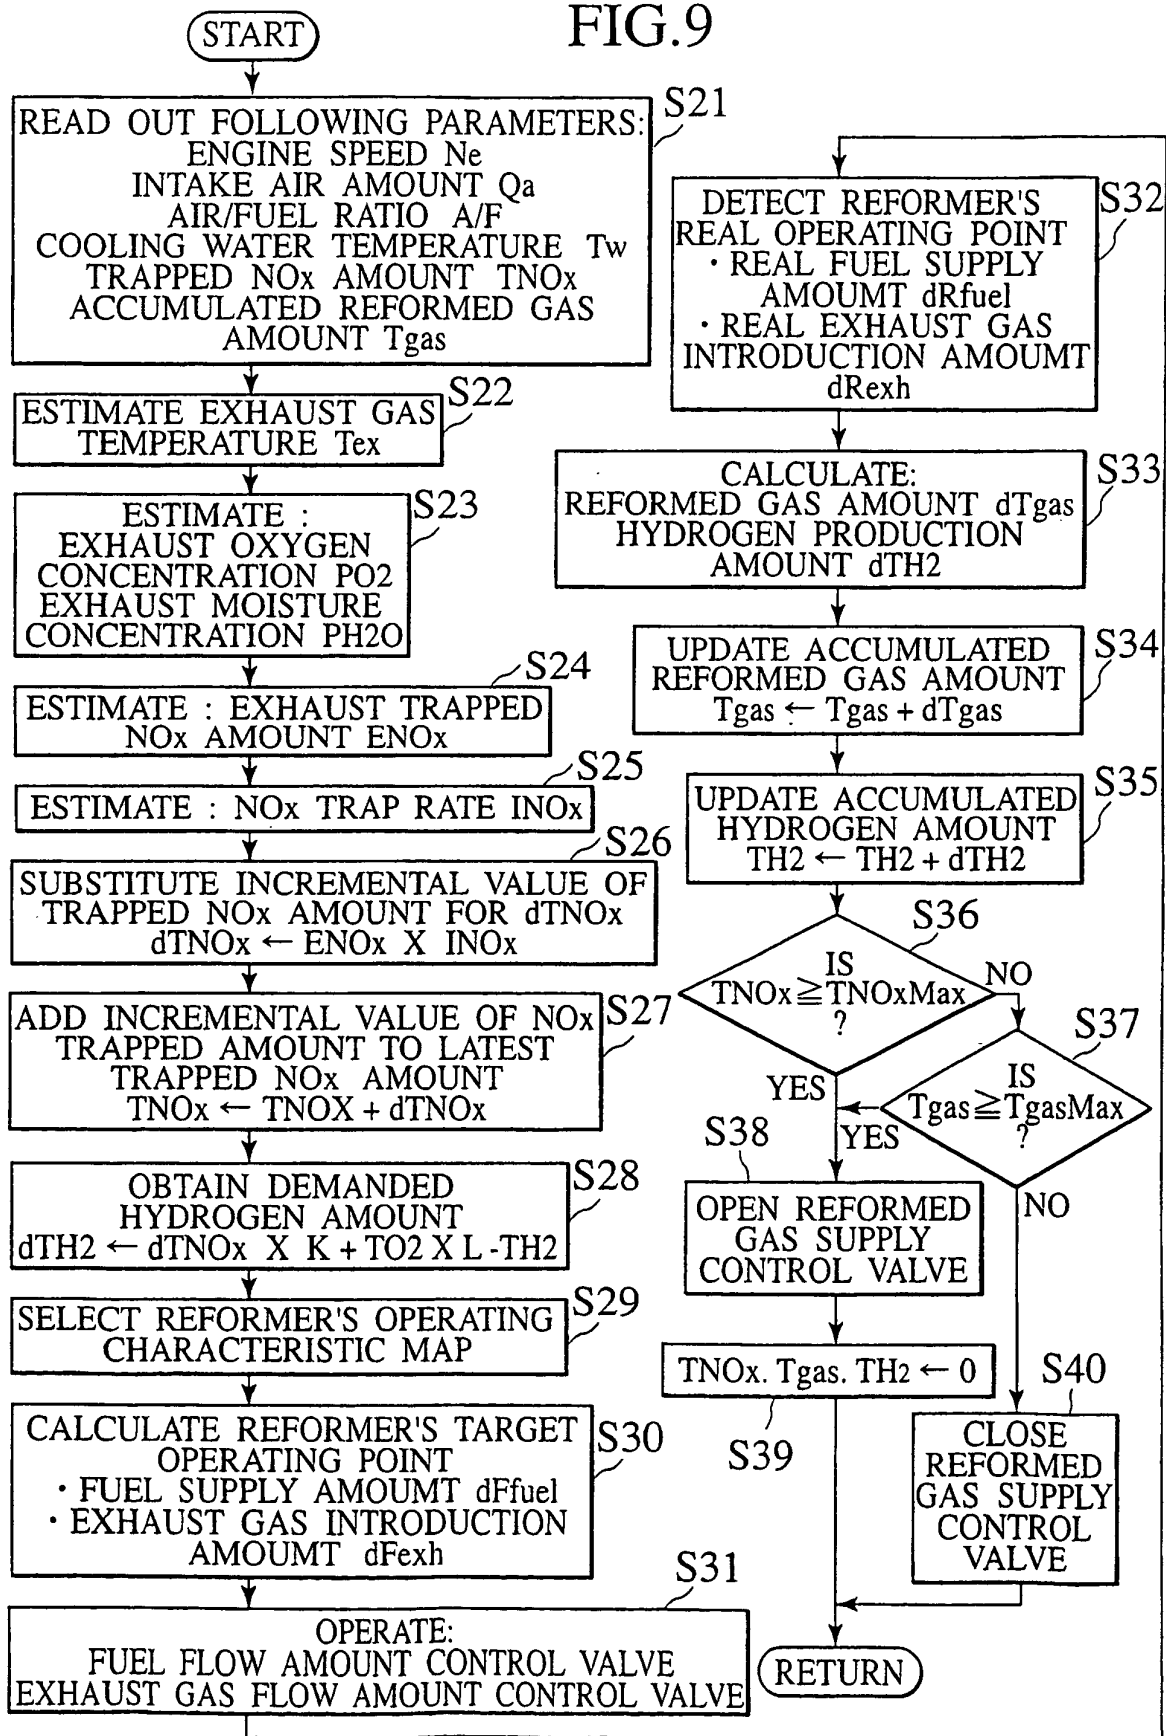 FIG.9
START
S21
READ OUT FOLLOWING PARAMETERS:
ENGINE SPEED Ne
INTAKE AIR AMOUNT Qa
AIR/FUEL RATIO A/F
COOLING WATER TEMPERATURE Tw
TRAPPED NOx AMOUNT TNOx
ACCUMULATED REFORMED GAS
AMOUNT Tgas
S22
ESTIMATE EXHAUST GAS
TEMPERATURE Tex
S23
ESTIMATE :
EXHAUST OXYGEN
CONCENTRATION PO2
EXHAUST MOISTURE
CONCENTRATION PH2O
S24
ESTIMATE : EXHAUST TRAPPED
NOx AMOUNT ENOx
S25
ESTIMATE : NOx TRAP RATE INOx
S26
SUBSTITUTE INCREMENTAL VALUE OF
TRAPPED NOx AMOUNT FOR dTNOx
dTNOx ← ENOx X INOx
S27
ADD INCREMENTAL VALUE OF NOx
TRAPPED AMOUNT TO LATEST
TRAPPED NOx AMOUNT
TNOx ← TNOX + dTNOx
S28
OBTAIN DEMANDED
HYDROGEN AMOUNT
dTH2 ← dTNOx X K + TO2 X L -TH2
S29
SELECT REFORMER'S OPERATING
CHARACTERISTIC MAP
S30
CALCULATE REFORMER'S TARGET
OPERATING POINT
・FUEL SUPPLY AMOUMT dFfuel
・EXHAUST GAS INTRODUCTION
AMOUMT dFexh
S31
OPERATE:
FUEL FLOW AMOUNT CONTROL VALVE
EXHAUST GAS FLOW AMOUNT CONTROL VALVE
S32
DETECT REFORMER'S
REAL OPERATING POINT
・REAL FUEL SUPPLY
AMOUMT dRfuel
・REAL EXHAUST GAS
INTRODUCTION AMOUMT
dRexh
S33
CALCULATE:
REFORMED GAS AMOUNT dTgas
HYDROGEN PRODUCTION
AMOUNT dTH2
S34
UPDATE ACCUMULATED
REFORMED GAS AMOUNT
Tgas ← Tgas + dTgas
S35
UPDATE ACCUMULATED
HYDROGEN AMOUNT
TH2 ← TH2 + dTH2
S36
IS
TNOx≧TNOxMax
?
NO
YES
S37
IS
Tgas≧TgasMax
?
YES
NO
S38
OPEN REFORMED
GAS SUPPLY
CONTROL VALVE
TNOx. Tgas. TH2 ← 0
S39
S40
CLOSE
REFORMED
GAS SUPPLY
CONTROL
VALVE
RETURN